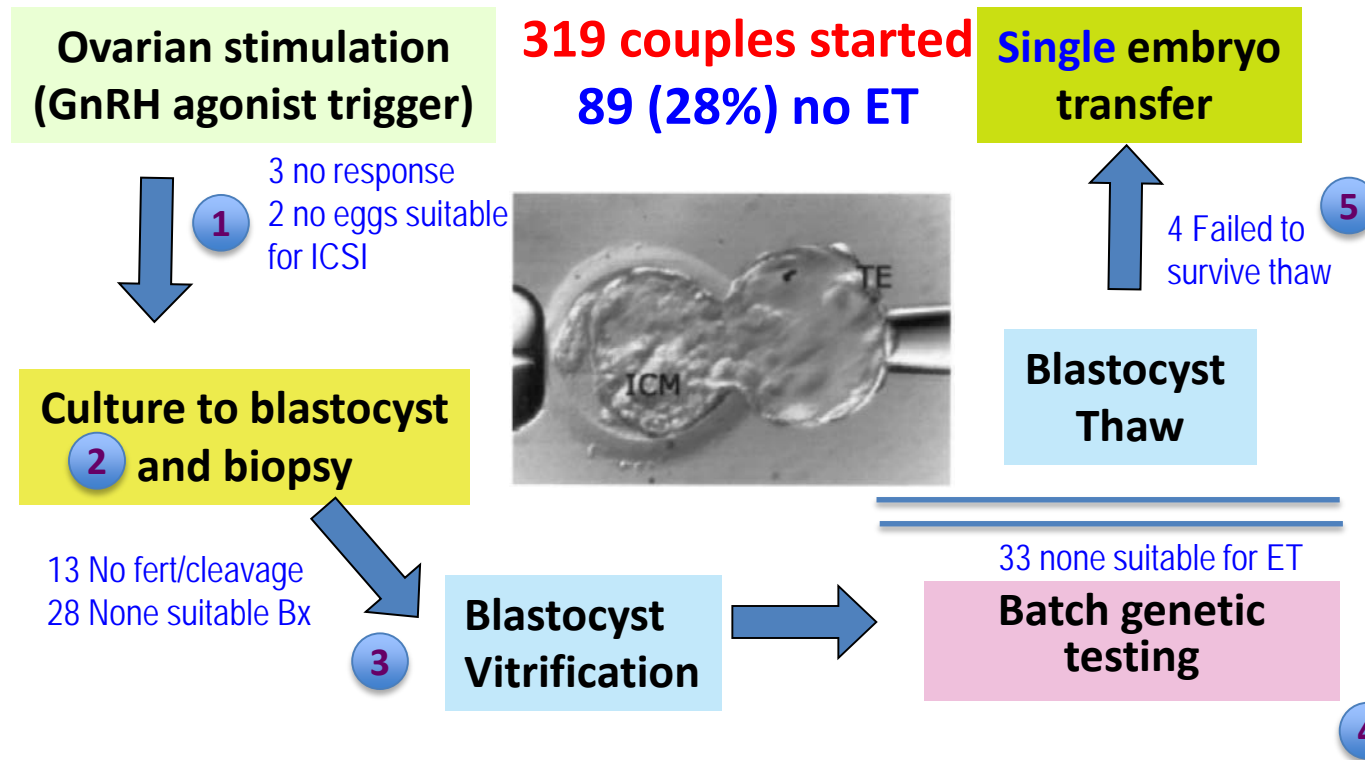 Ovarian stimulation
(GnRH agonist trigger)
319 couples started
89 (28%) no ET
Single embryo
transfer
1
3 no response
2 no eggs suitable
for ICSI
TE
ICM
5
4 Failed to
survive thaw
Culture to blastocyst
2 and biopsy
Blastocyst
Thaw
13 No fert/cleavage
28 None suitable Bx
3
Blastocyst
Vitrification
33 none suitable for ET
Batch genetic
testing
4